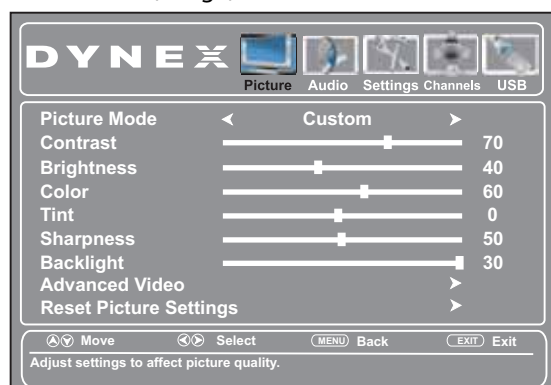 DYNEX
Picture Audio Settings Channels USB
Picture Mode Custom
Contrast 70
Brightness 40
Color 60
Tint 0
Sharpness 50
Backlight 30
Advanced Video
Reset Picture Settings
Move Select MENU Back EXIT Exit
Adjust settings to affect picture quality.